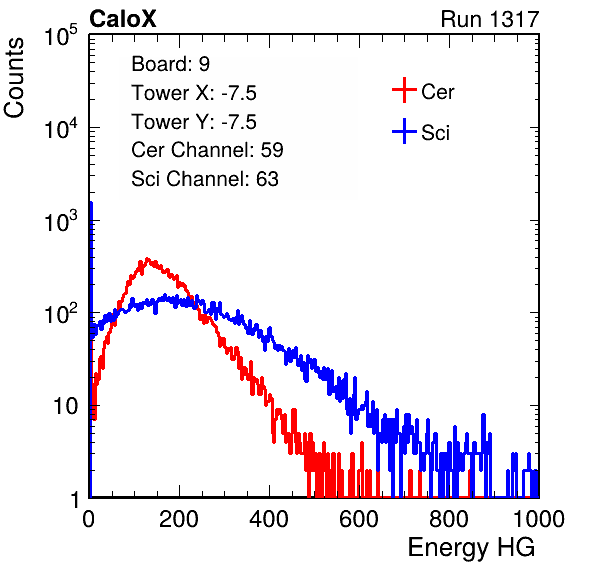 CaloX Run 1317
Counts
Board: 9
Tower X: -7.5
Tower Y: -7.5
Cer Channel: 59
Sci Channel: 63
Cer
Sci
10^5
10^4
10^3
10^2
10
1
0 200 400 600 800 1000
Energy HG